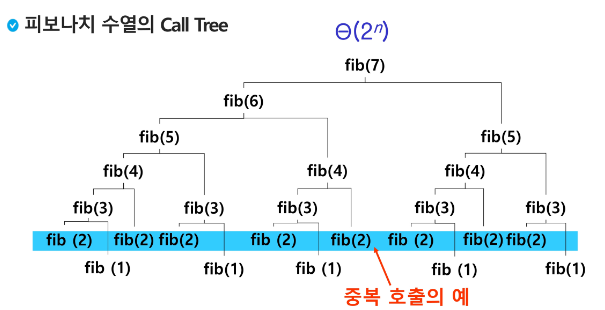 피보나치 수열의 Call Tree
Θ(2ⁿ)
fib(7)
fib(6)
fib(5) fib(5)
fib(4) fib(4) fib(4)
fib(3) fib(3) fib(3) fib(3) fib(3)
fib (2) fib(2) fib(2) fib (2) fib(2) fib (2) fib(2) fib(2)
fib (1) fib(1) fib (1) fib (1) fib(1)
중복 호출의 예